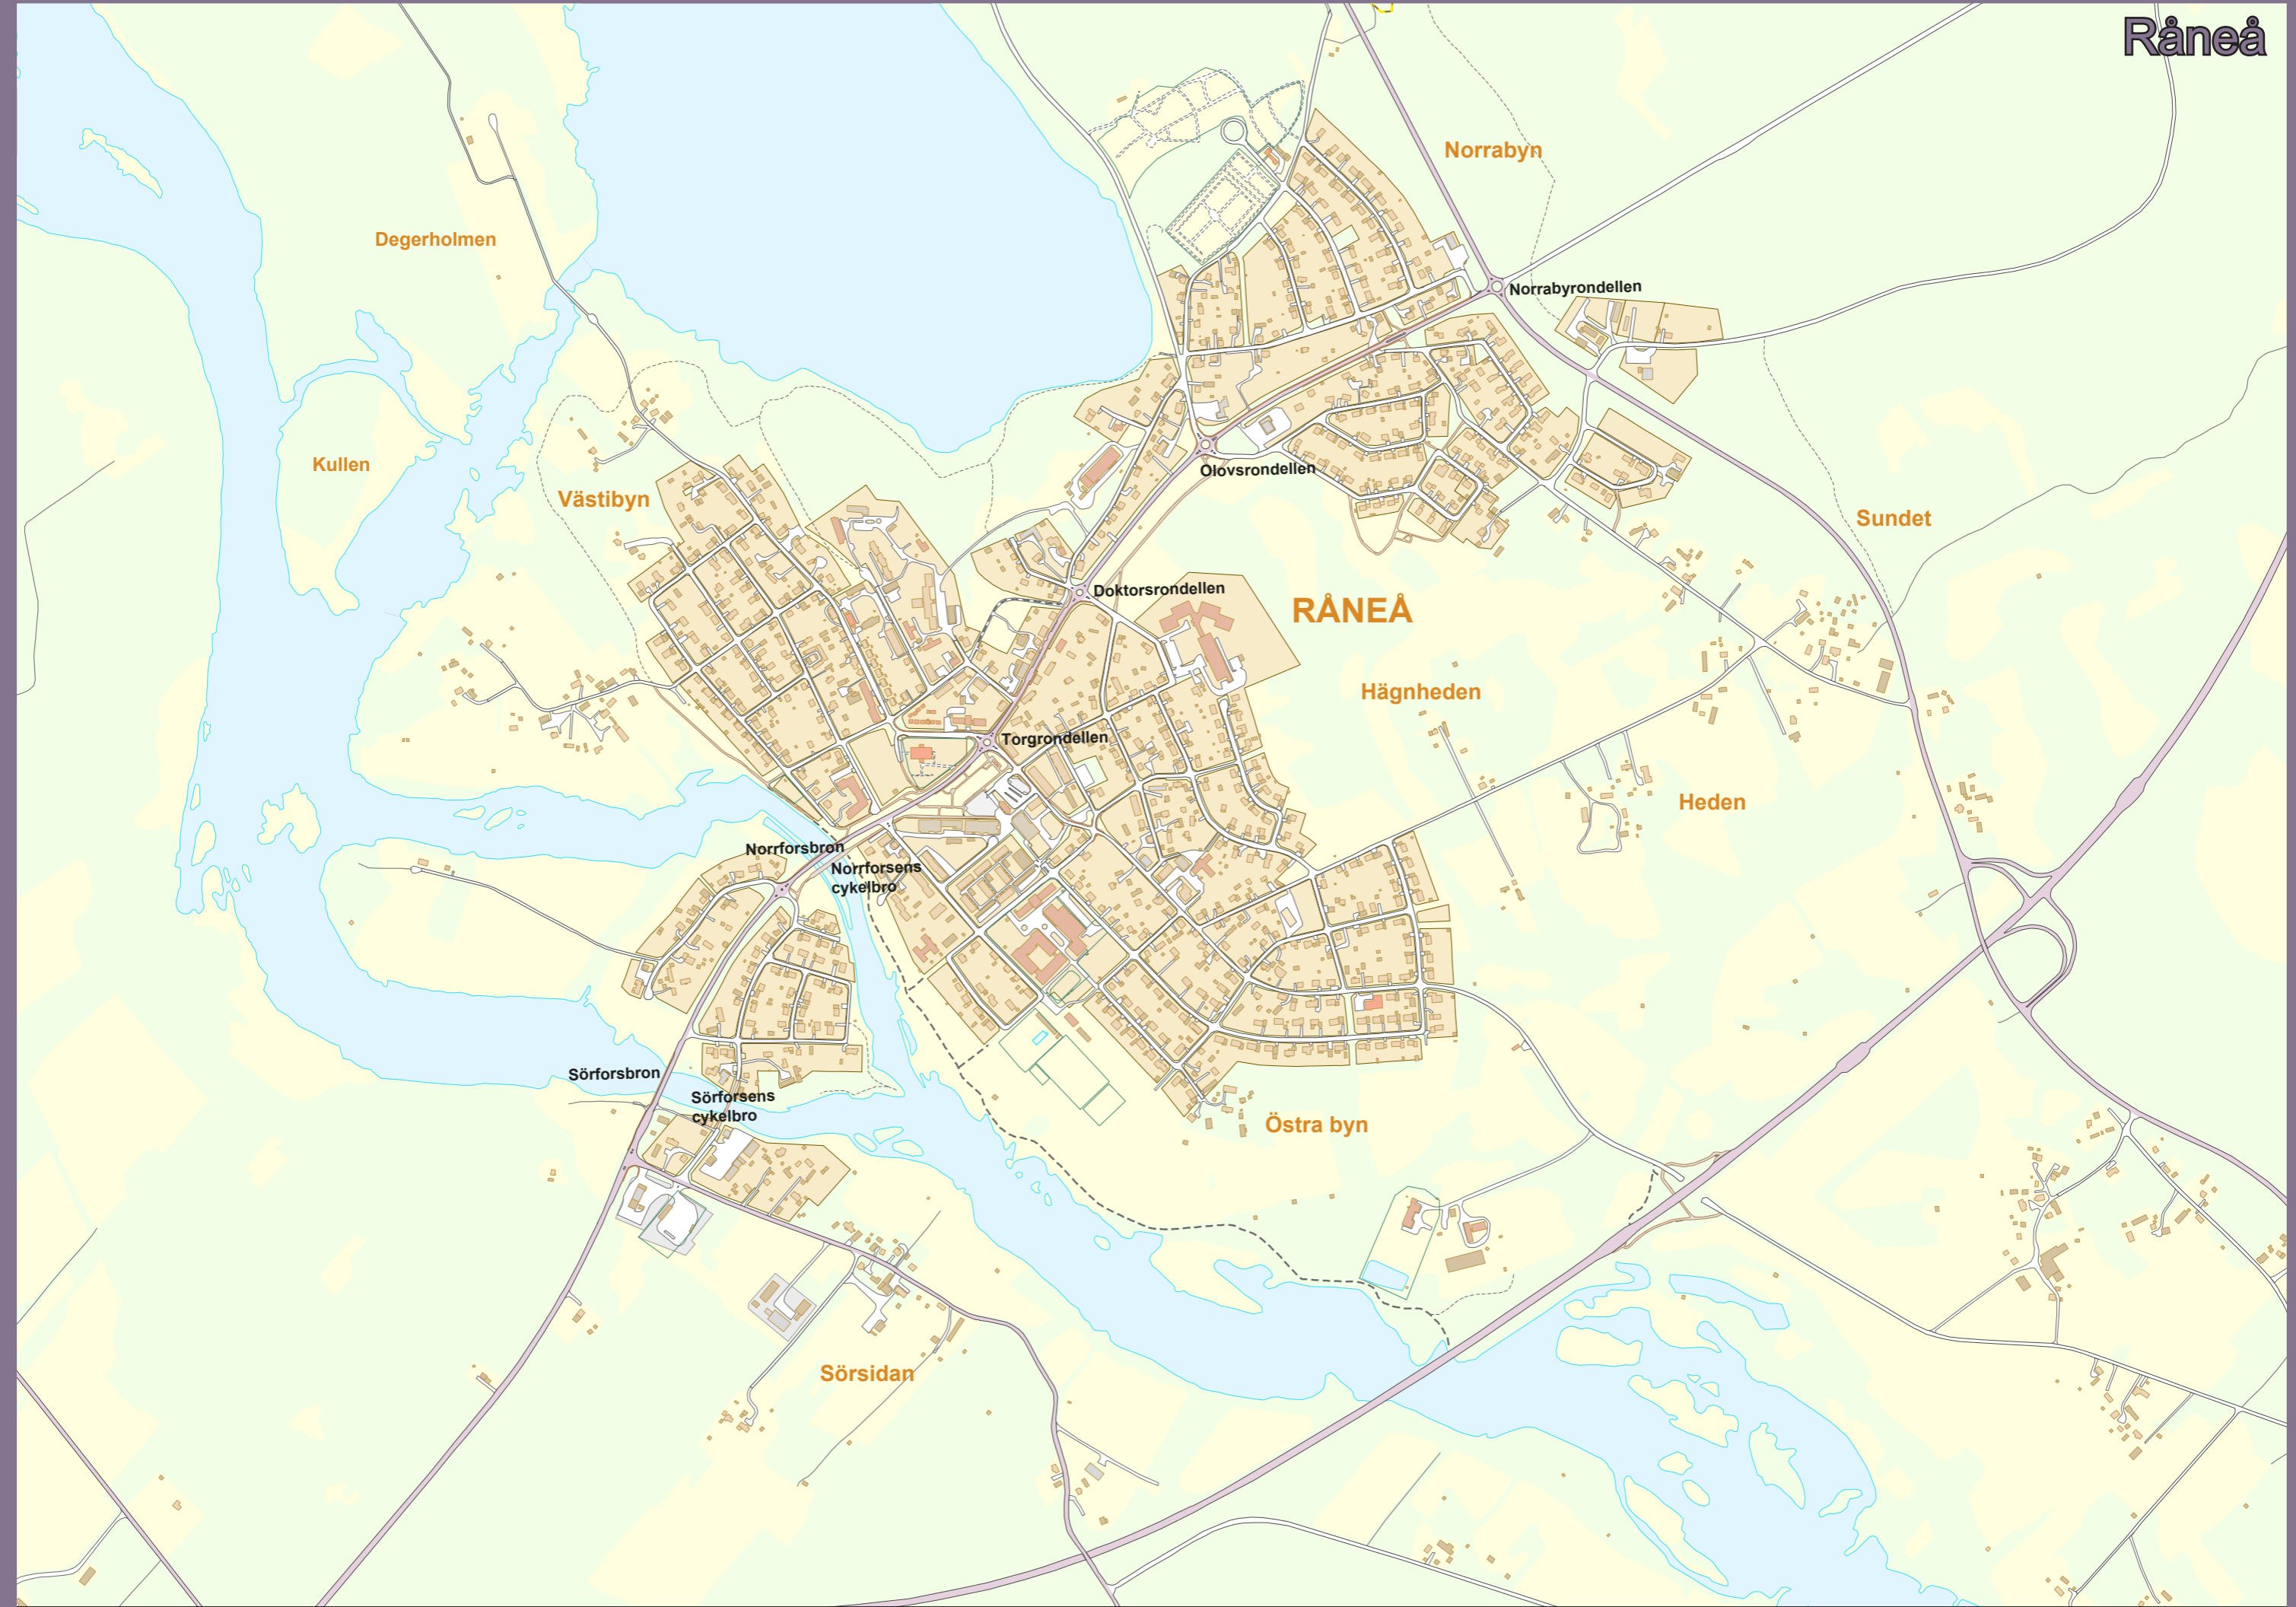 Råneå
Norrabyn
Degerholmen
Norrabyrondellen
Kullen
Olovsrondellen
Västibyn
Sundet
Doktorsrondellen
RÅNEÅ
Hägnheden
Torgrondellen
Heden
Norrforsbron
Norrforsens
cykelbro
Sörforsbron
Sörforsens
cykelbro
Östra byn
Sörsidan